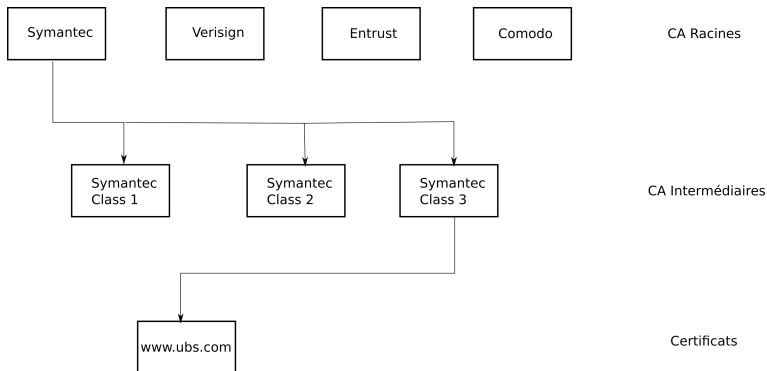 Symantec
Verisign
Entrust
Comodo
CA Racines
Symantec
Class 1
Symantec
Class 2
Symantec
Class 3
CA Intermédiaires
www.ubs.com
Certificats